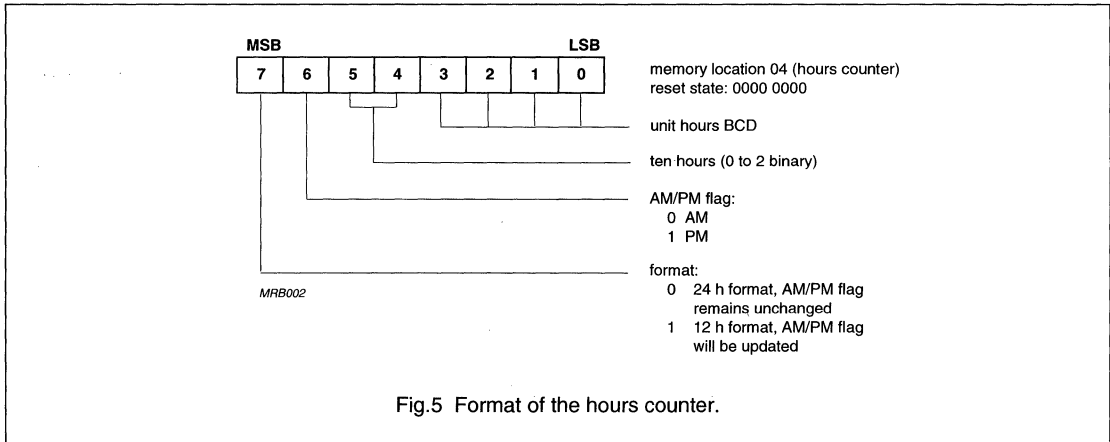 MSB LSB
7 6 5 4 3 2 1 0
memory location 04 (hours counter)
reset state: 0000 0000
unit hours BCD
ten hours (0 to 2 binary)
AM/PM flag:
0 AM
1 PM
format:
0 24 h format, AM/PM flag
remains unchanged
1 12 h format, AM/PM flag
will be updated
MRB002
Fig.5 Format of the hours counter.